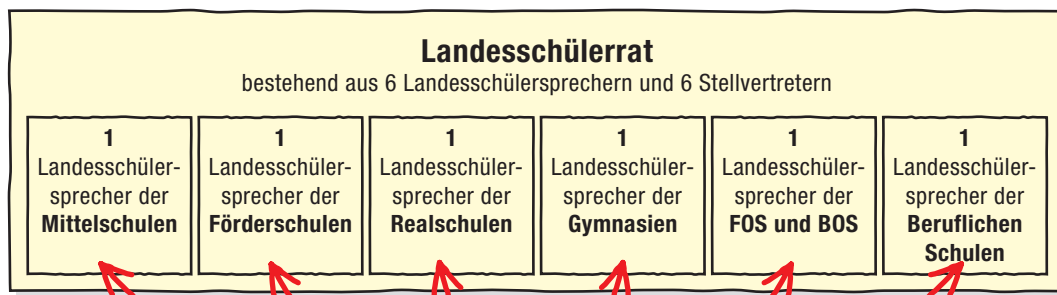 Landesschülerrat
bestehend aus 6 Landesschülersprechern und 6 Stellvertretern
1
Landesschüler-
sprecher der
Mittelschulen
1
Landesschüler-
sprecher der
Förderschulen
1
Landesschüler-
sprecher der
Realschulen
1
Landesschüler-
sprecher der
Gymnasien
1
Landesschüler-
sprecher der
FOS und BOS
1
Landesschüler-
sprecher der
Beruflichen
Schulen